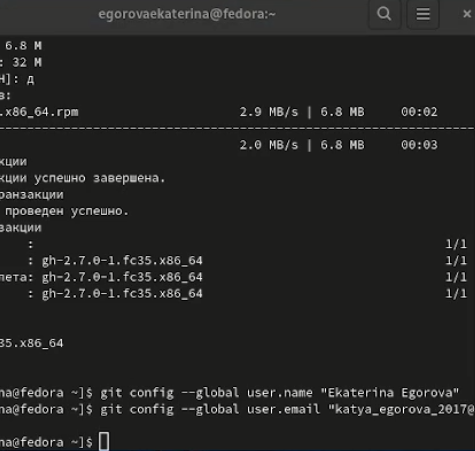 egorovaekaterina@fedora:~
6.8 M
: 32 M
]: д
в:
.x86_64.rpm 2.9 MB/s | 6.8 MB 00:02
--------------------------------------------------------------------------------
2.0 MB/s | 6.8 MB 00:03
кции
кции успешно завершена.
ранзакции
проведен успешно.
закции
: 1/1
: gh-2.7.0-1.fc35.x86_64 1/1
лета: gh-2.7.0-1.fc35.x86_64 1/1
: gh-2.7.0-1.fc35.x86_64 1/1
35.x86_64
na@fedora ~]$ git config --global user.name "Ekaterina Egorova"
na@fedora ~]$ git config --global user.email "katya_egorova_2017@
na@fedora ~]$